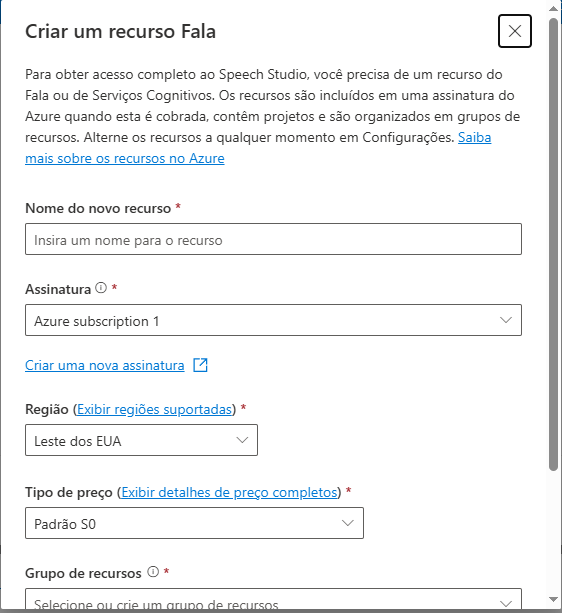 Criar um recurso Fala
Para obter acesso completo ao Speech Studio, você precisa de um recurso do
Fala ou de Serviços Cognitivos. Os recursos são incluídos em uma assinatura do
Azure quando esta é cobrada, contêm projetos e são organizados em grupos de
recursos. Alterne os recursos a qualquer momento em Configurações. Saiba
mais sobre os recursos no Azure
Nome do novo recurso *
Insira um nome para o recurso
Assinatura *
Azure subscription 1
Criar uma nova assinatura
Região (Exibir regiões suportadas) *
Leste dos EUA
Tipo de preço (Exibir detalhes de preço completos) *
Padrão S0
Grupo de recursos *
Selecione ou crie um grupo de recursos